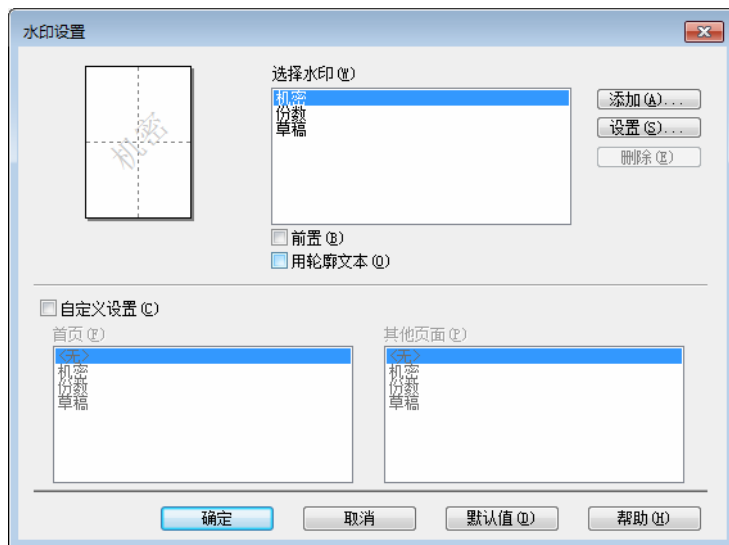 水印设置
选择水印(W)
机密
份数
草稿
添加(A)...
设置(S)...
删除(E)
机密
前置(B)
用轮廓文本(O)
自定义设置(C)
首页(F)
<无>
机密
份数
草稿
其他页面(P)
<无>
机密
份数
草稿
确定
取消
默认值(D)
帮助(H)